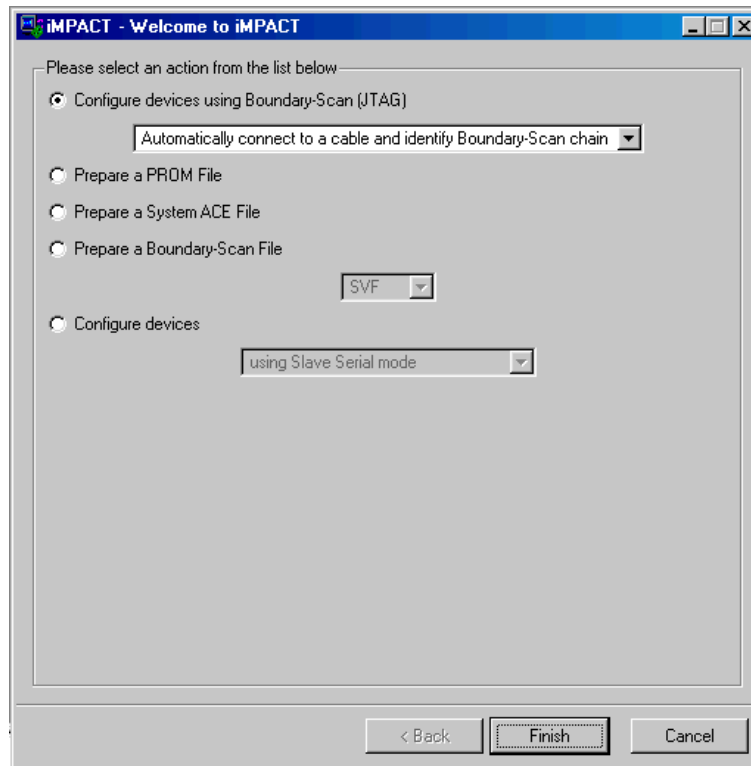 iMPACT - Welcome to iMPACT
Please select an action from the list below
Configure devices using Boundary-Scan (JTAG)
Automatically connect to a cable and identify Boundary-Scan chain
Prepare a PROM File
Prepare a System ACE File
Prepare a Boundary-Scan File
SVF
Configure devices
using Slave Serial mode
< Back
Finish
Cancel